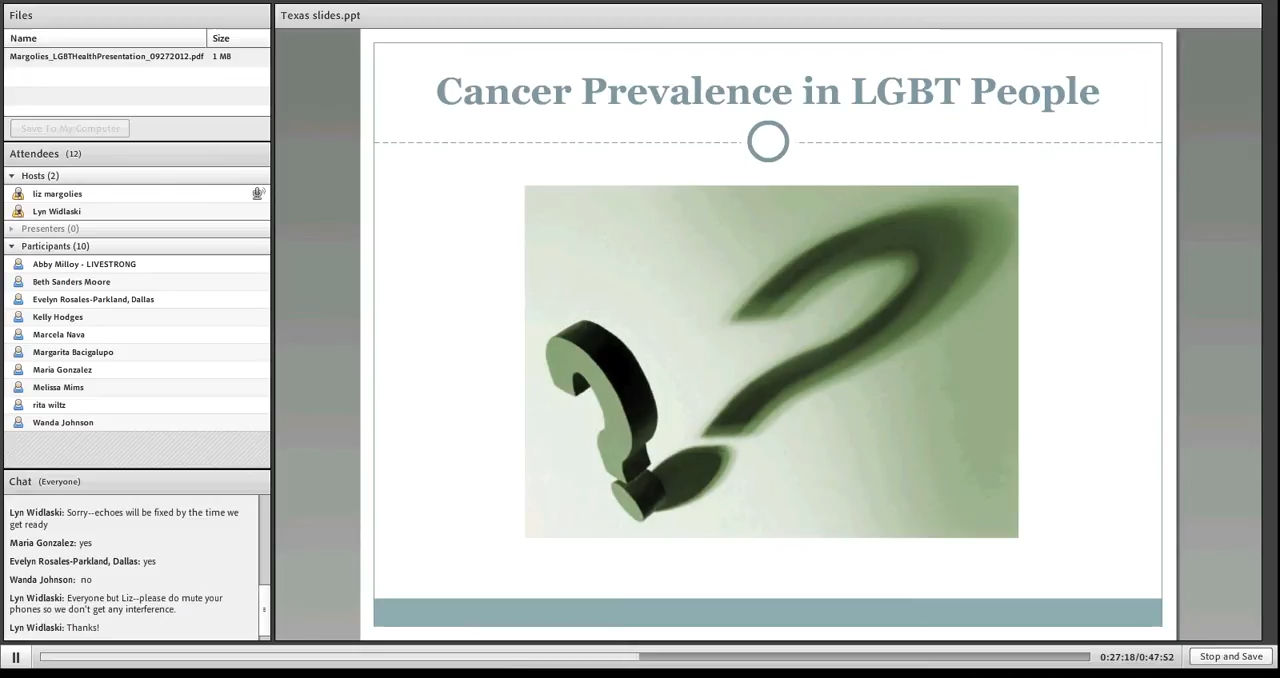 Files
Name Size
Margolies_LGBTHealthPresentation_09272012.pdf 1 MB
Save To My Computer
Attendees (12)
Hosts (2)
liz margolies
Lyn Widlaski
Presenters (0)
Participants (10)
Abby Milloy - LIVESTRONG
Beth Sanders Moore
Evelyn Rosales-Parkland, Dallas
Kelly Hodges
Marcela Nava
Margarita Bacigalupo
Maria Gonzalez
Melissa Mims
rita wiltz
Wanda Johnson
Chat (Everyone)
Lyn Widlaski: Sorry--echoes will be fixed by the time we
get ready
Maria Gonzalez: yes
Evelyn Rosales-Parkland, Dallas: yes
Wanda Johnson: no
Lyn Widlaski: Everyone but Liz--please do mute your
phones so we don't get any interference.
Lyn Widlaski: Thanks!
Texas slides.ppt
Cancer Prevalence in LGBT People
?
0:27:18/0:47:52
Stop and Save